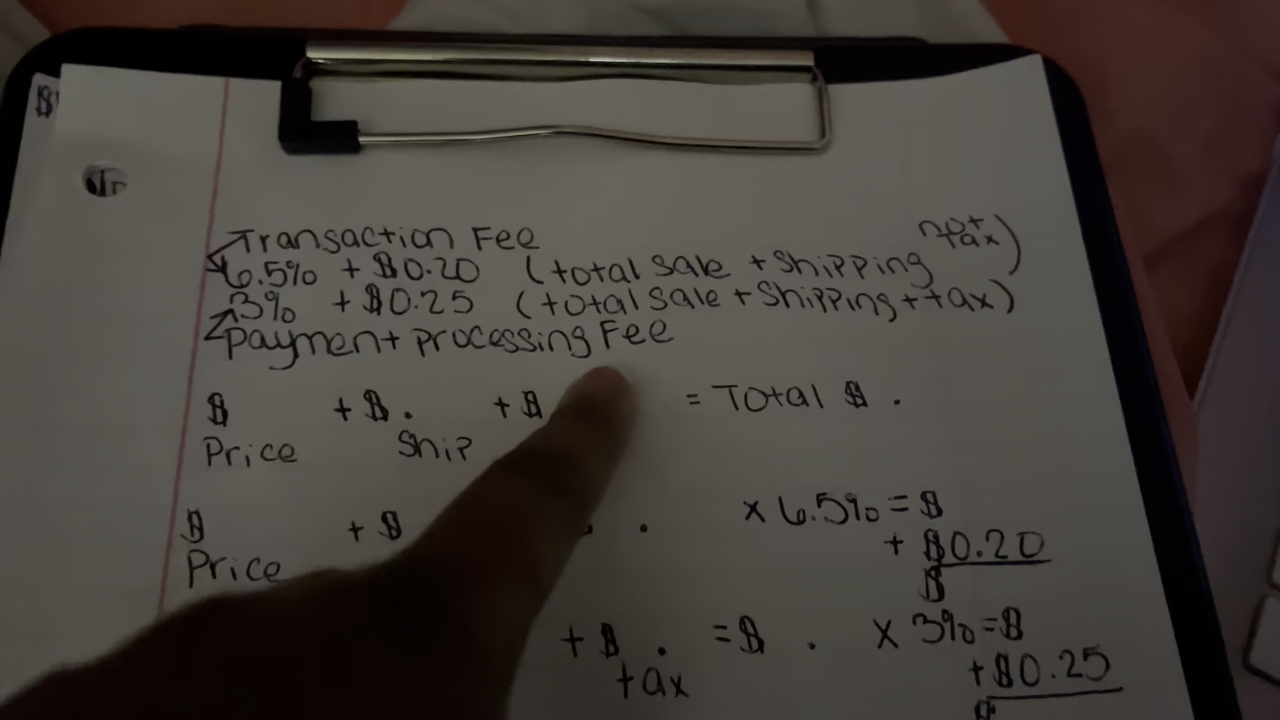 $
not
tax)
Transaction Fee
6.5% + $0.20 (total sale + Shipping
3% + $0.25 (total sale + Shipping + tax)
payment processing Fee
$ + $ . + $ = Total $ .
Price Ship
$ + $ . . x 6.5% = $
Price + $0.20
$
+ $ . = $ . x 3% = $
tax + $0.25
$